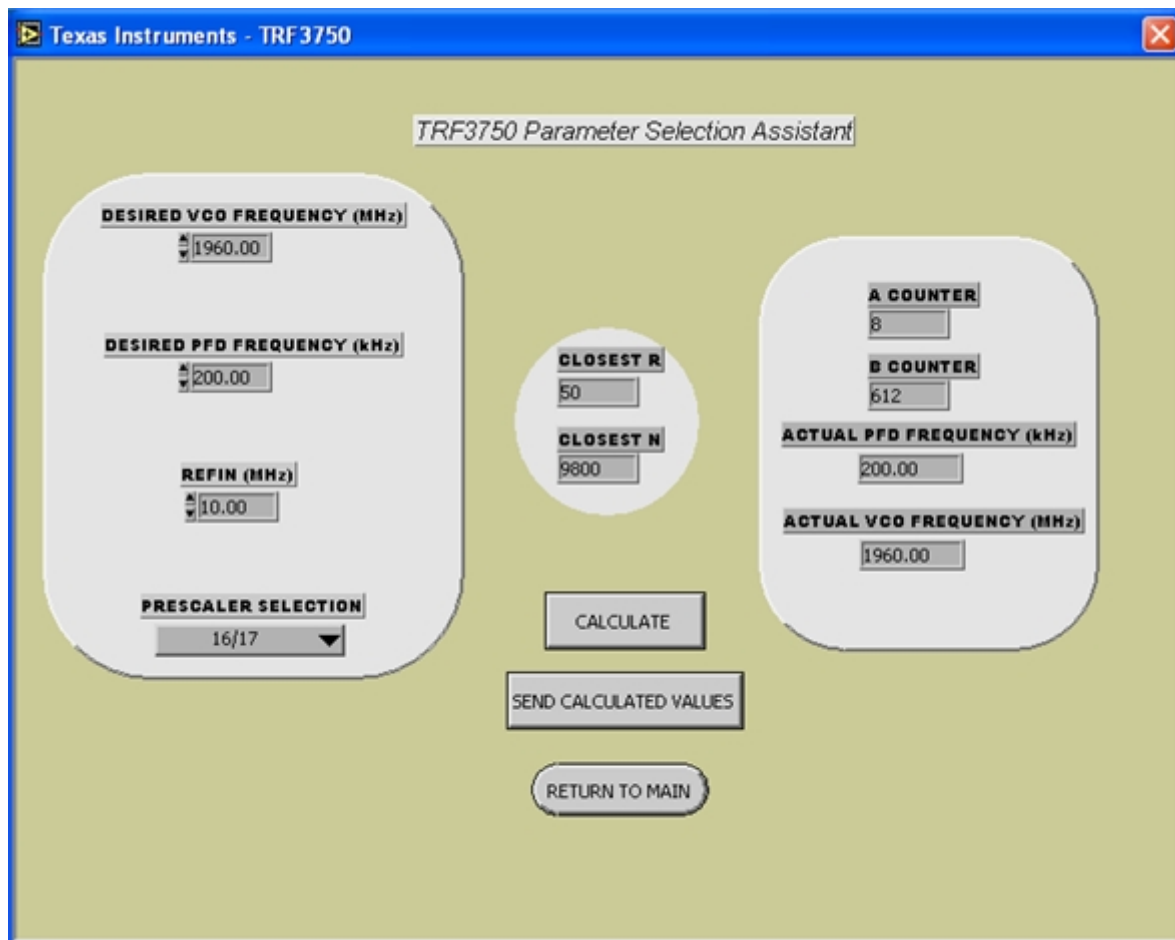 Texas Instruments - TRF3750
TRF3750 Parameter Selection Assistant
DESIRED VCO FREQUENCY (MHz)
1960.00
DESIRED PFD FREQUENCY (kHz)
200.00
REFIN (MHz)
10.00
PRESCALER SELECTION
16/17
CLOSEST R
50
CLOSEST N
9800
CALCULATE
SEND CALCULATED VALUES
RETURN TO MAIN
A COUNTER
8
B COUNTER
612
ACTUAL PFD FREQUENCY (kHz)
200.00
ACTUAL VCO FREQUENCY (MHz)
1960.00